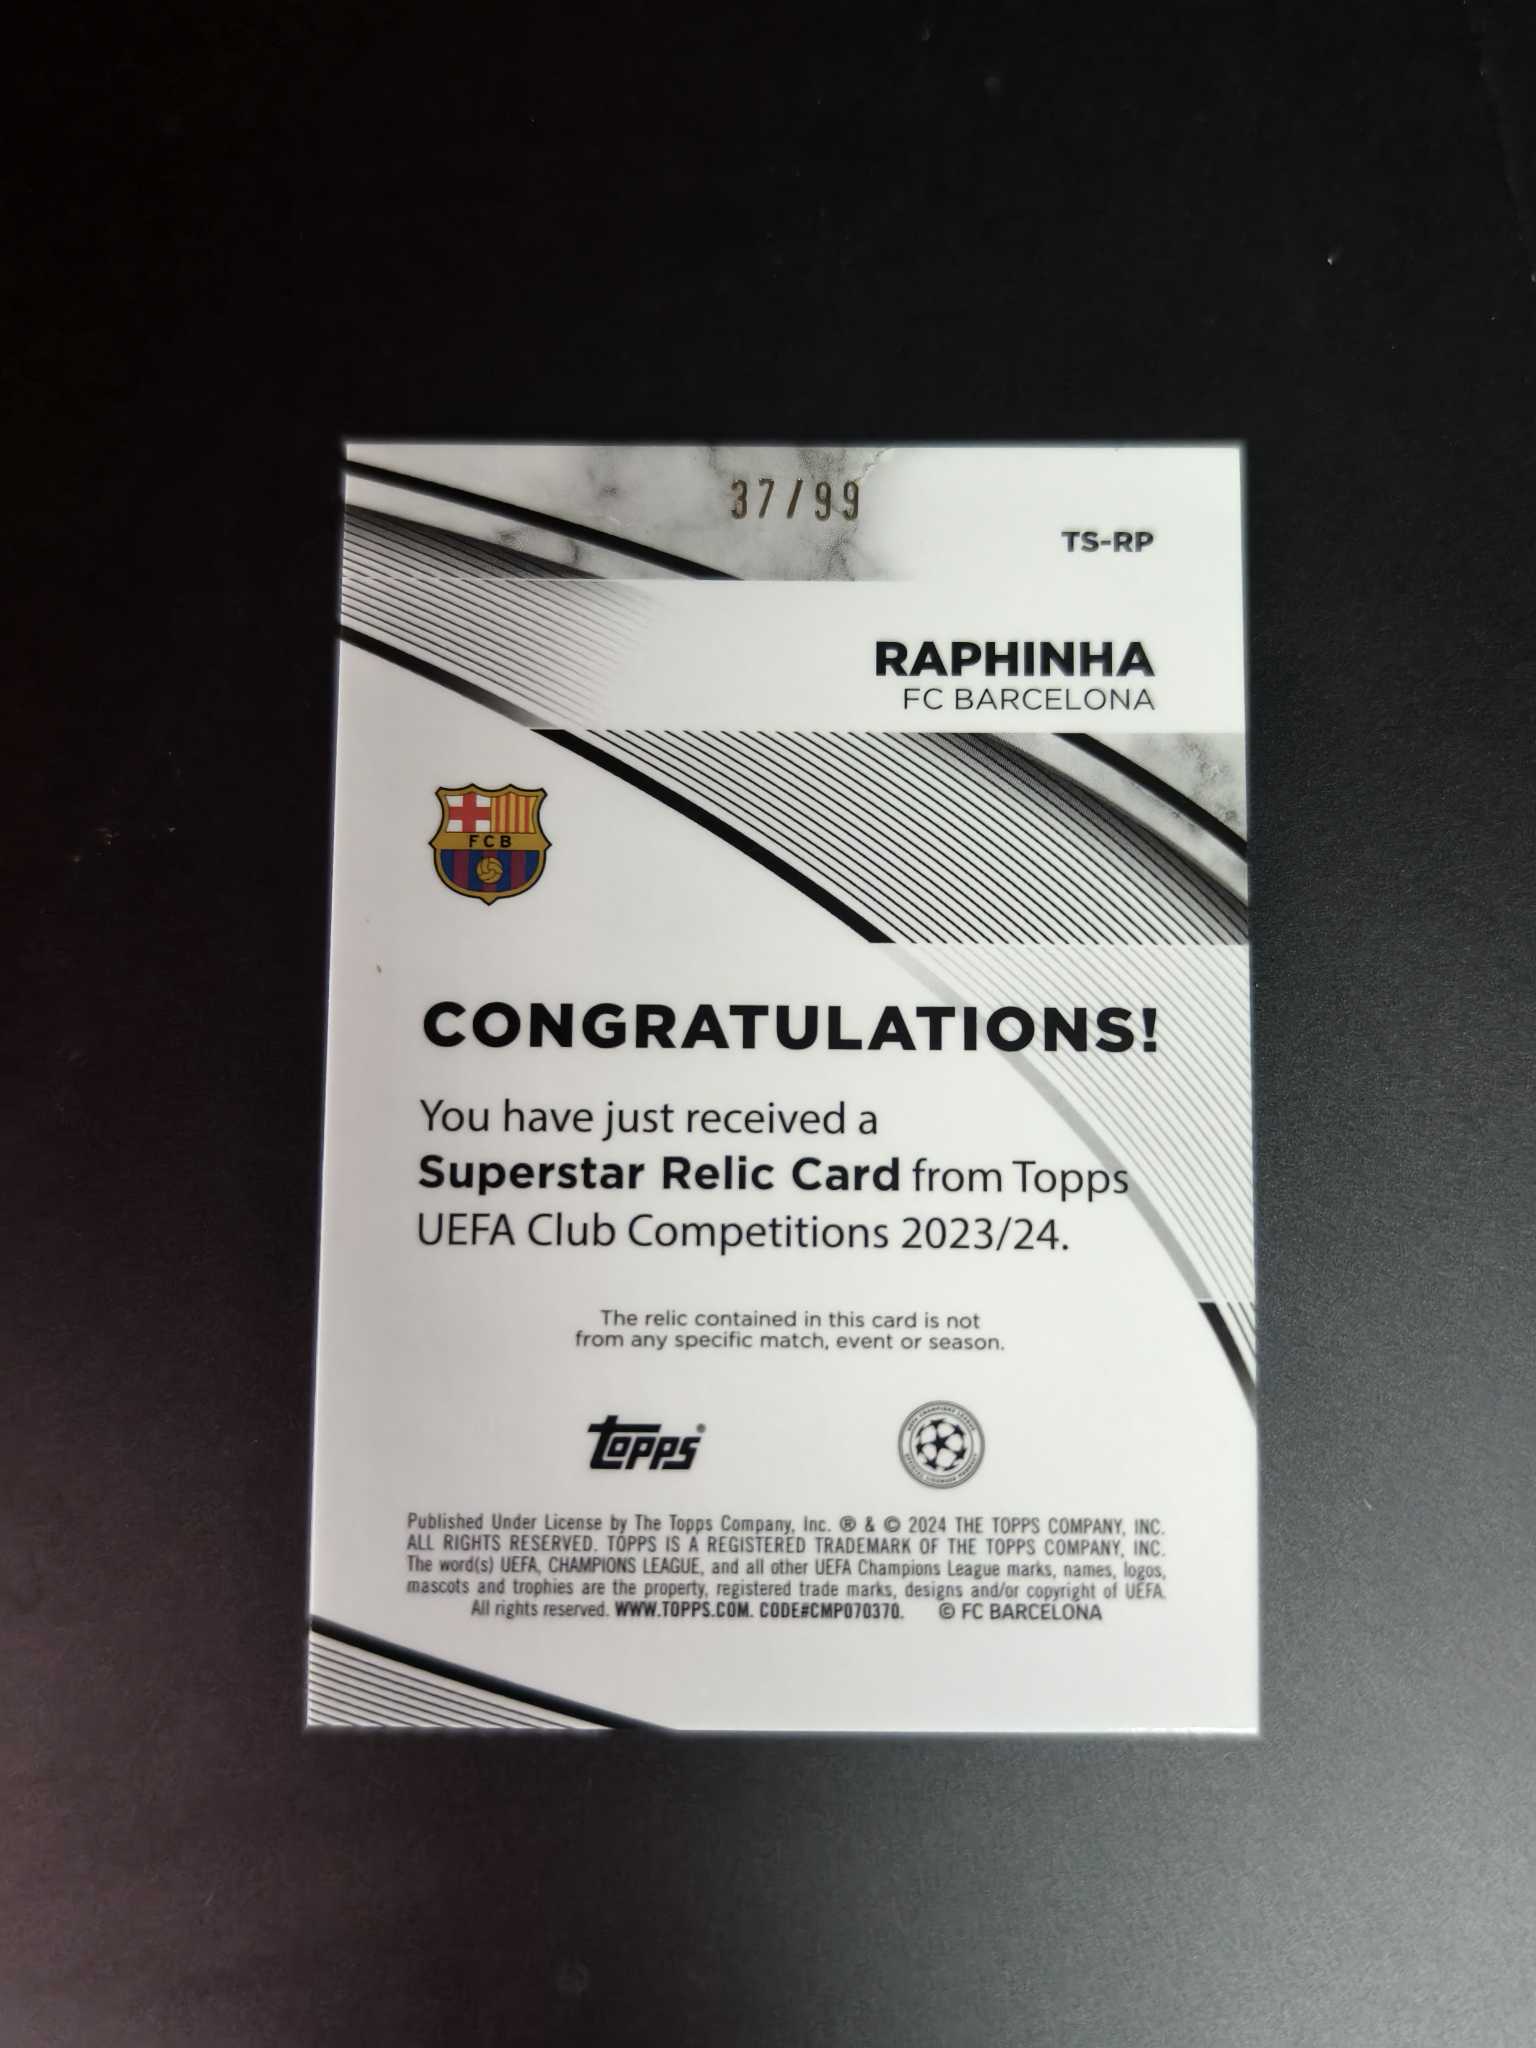 37/99
TS-RP
RAPHINHA
FC BARCELONA
FCB
CONGRATULATIONS!
You have just received a
Superstar Relic Card from Topps
UEFA Club Competitions 2023/24.
The relic contained in this card is not
from any specific match, event or season.
topps®
Published Under License by The Topps Company, Inc. ® & © 2024 THE TOPPS COMPANY, INC.
ALL RIGHTS RESERVED. TOPPS IS A REGISTERED TRADEMARK OF THE TOPPS COMPANY, INC.
The word(s) UEFA, CHAMPIONS LEAGUE, and all other UEFA Champions League marks, names, logos,
mascots and trophies are the property, registered trade marks, designs and/or copyright of UEFA.
All rights reserved. WWW.TOPPS.COM. CODE#CMP070370. © FC BARCELONA